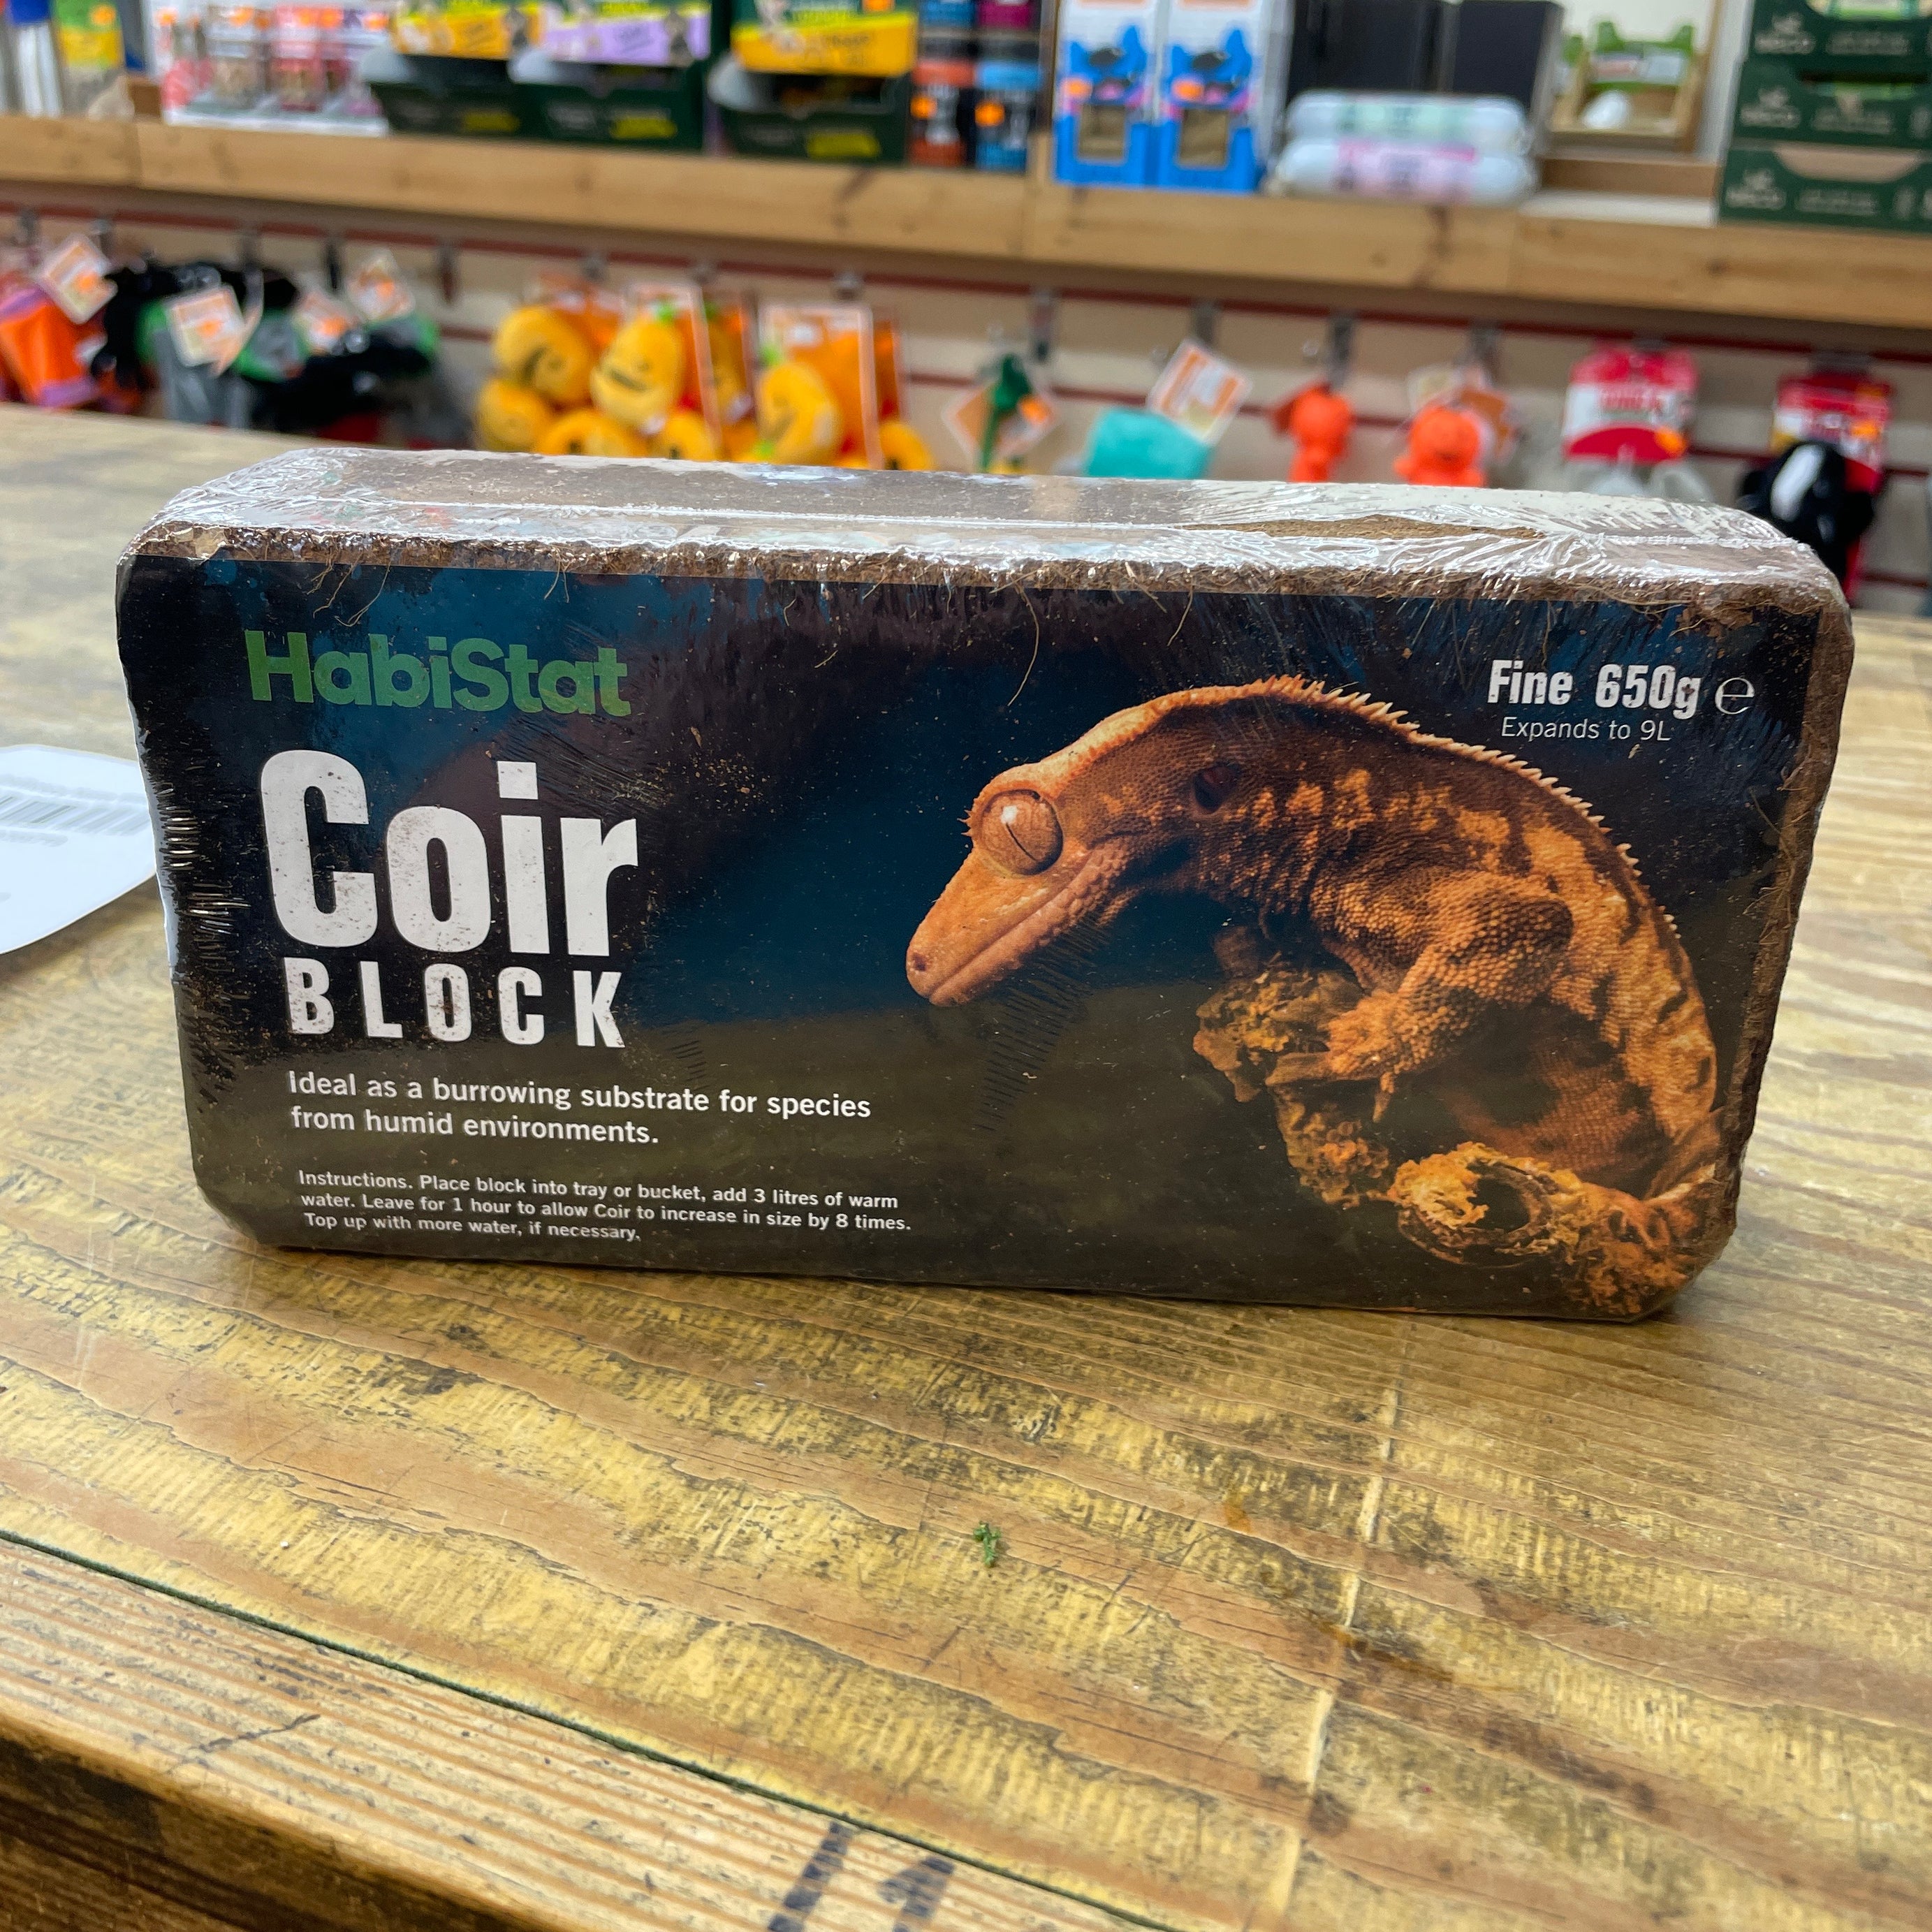 HabiStat
Coir
BLOCK
Ideal as a burrowing substrate for species
from humid environments.
Instructions. Place block into tray or bucket, add 3 litres of warm
water. Leave for 1 hour to allow Coir to increase in size by 8 times.
Top up with more water, if necessary.
Fine 650g ℮
Expands to 9L